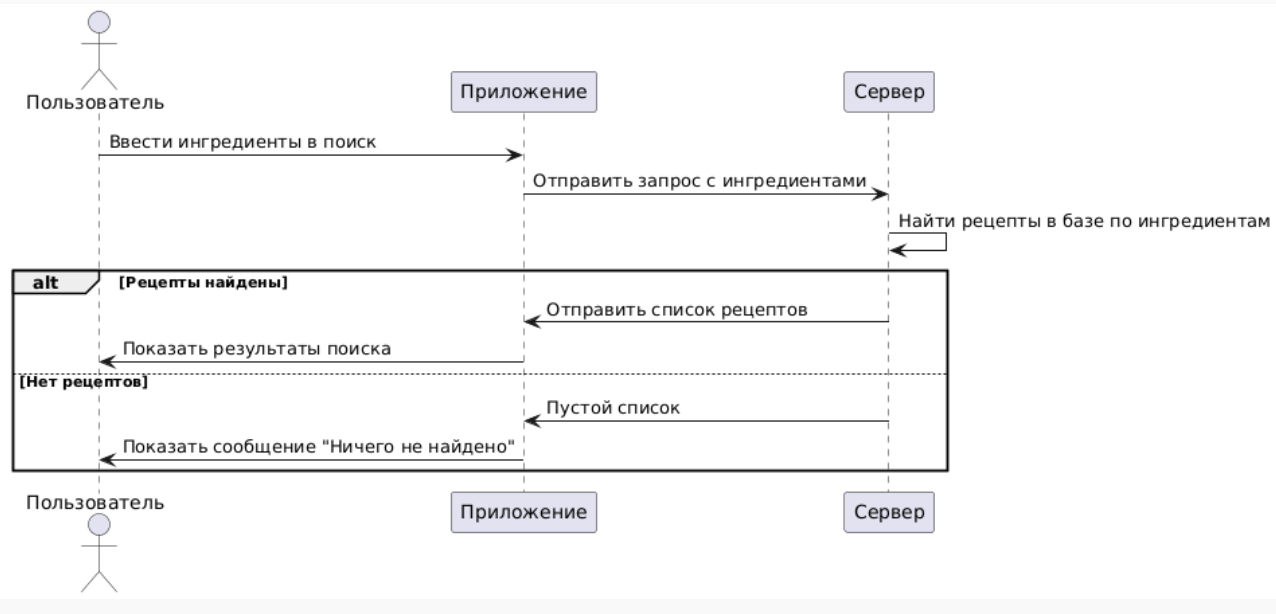 Пользователь
Приложение
Сервер
Ввести ингредиенты в поиск
Отправить запрос с ингредиентами
Найти рецепты в базе по ингредиентам
alt [Рецепты найдены]
Отправить список рецептов
Показать результаты поиска
[Нет рецептов]
Пустой список
Показать сообщение "Ничего не найдено"
Пользователь
Приложение
Сервер